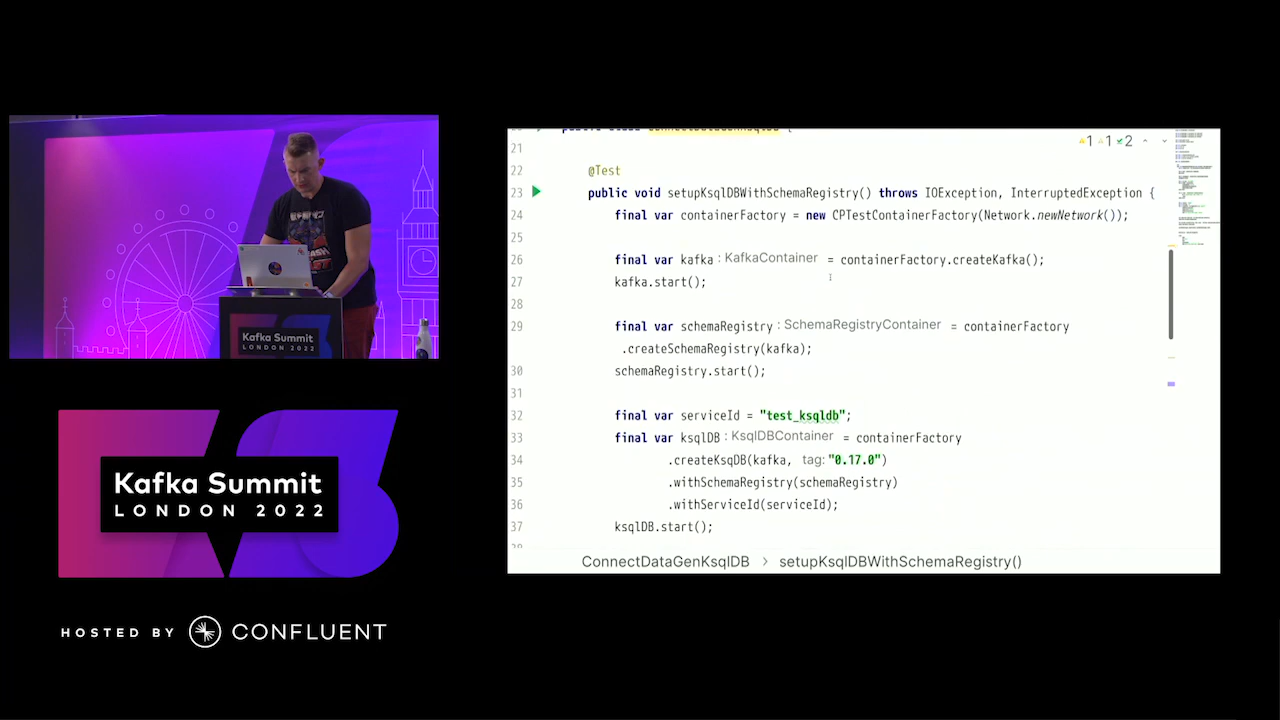 Kafka Summit
LONDON 2022
Kafka Summit
LONDON 2022
HOSTED BY CONFLUENT
21
22 @Test
23 public void setupKsqlDBWithSchemaRegistry() throws IOException, InterruptedException {
24 final var containerFactory = new CPTestContainerFactory(Network.newNetwork());
25
26 final var kafka : KafkaContainer = containerFactory.createKafka();
27 kafka.start();
28
29 final var schemaRegistry : SchemaRegistryContainer = containerFactory
.createSchemaRegistry(kafka);
30 schemaRegistry.start();
31
32 final var serviceId = "test_ksqldb";
33 final var ksqlDB : KsqlDBContainer = containerFactory
34 .createKsqDB(kafka, tag: "0.17.0")
35 .withSchemaRegistry(schemaRegistry)
36 .withServiceId(serviceId);
37 ksqlDB.start();
1 1 2
ConnectDataGenKsqlDB > setupKsqlDBWithSchemaRegistry()